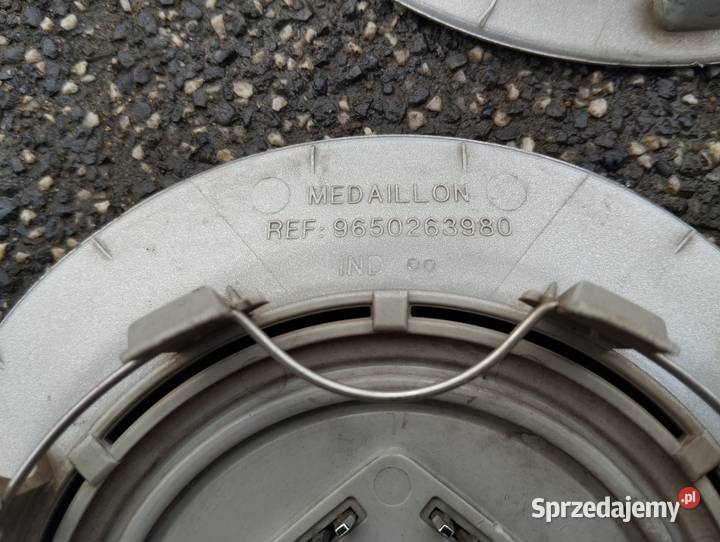 MEDAILLON
REF: 9650263980
IND 00
Sprzedajemy.pl